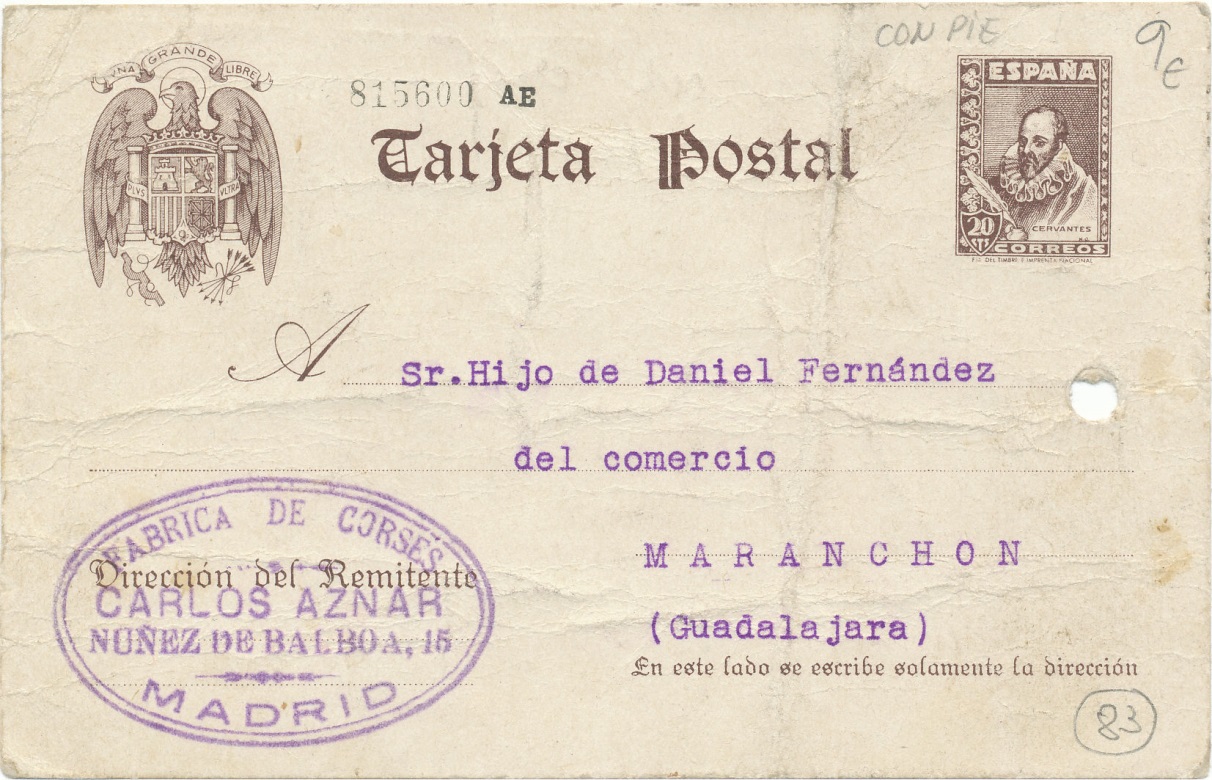 CON PIE
9 €
UNA GRANDE LIBRE
815600 AE
ESPAÑA
Tarjeta Postal
PLVS VLTRA
CERVANTES
20 CTS
CORREOS
F.C. DEL TIMBRE E IMPRENTA NACIONAL
A Sr.Hijo de Daniel Fernández
del comercio
FABRICA DE CORSES
MARANCHON
Dirección del Remitente
CARLOS AZNAR
(Guadalajara)
NUÑEZ DE BALBOA, 15
En este lado se escribe solamente la dirección
MADRID
83